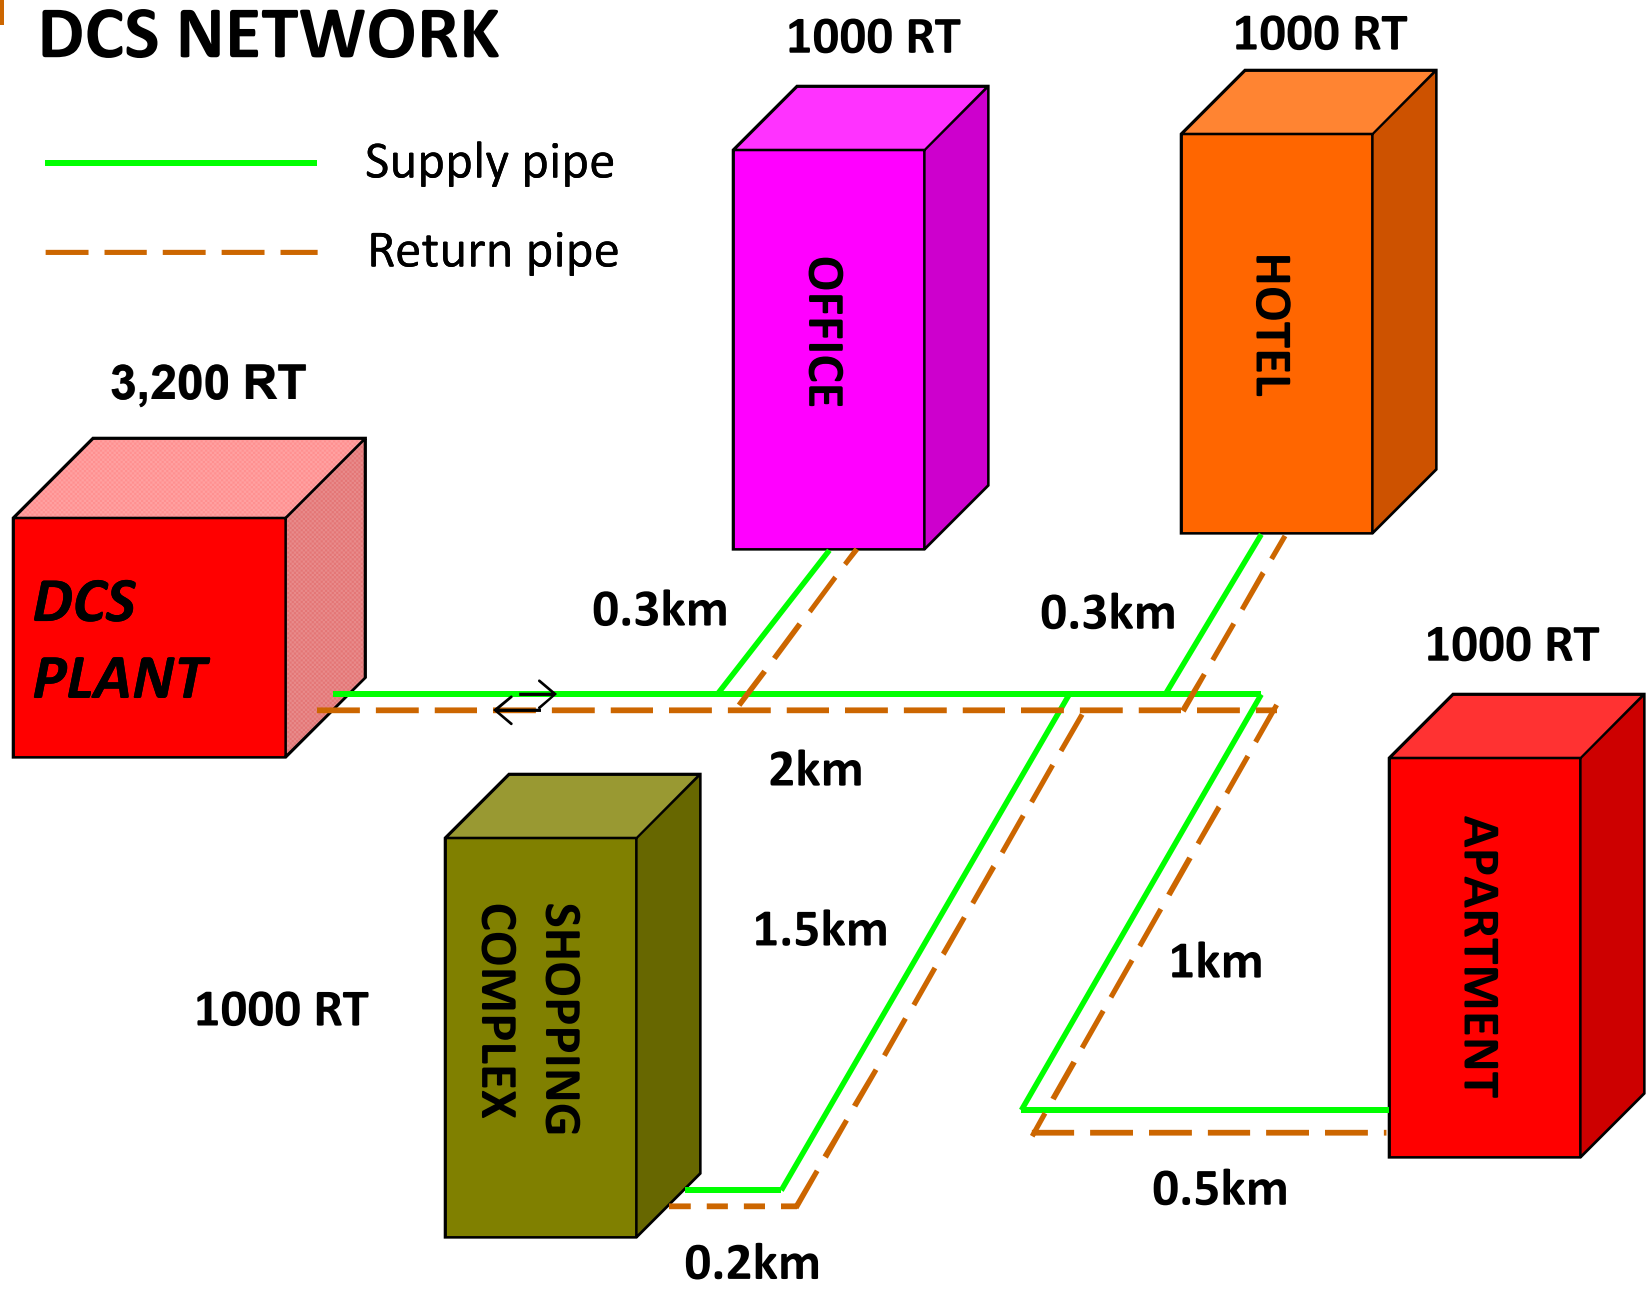 DCS NETWORK
Supply pipe
Return pipe
1000 RT
1000 RT
OFFICE
HOTEL
3,200 RT
DCS
PLANT
0.3km
0.3km
1000 RT
2km
APARTMENT
SHOPPING
COMPLEX
1000 RT
1.5km
1km
0.5km
0.2km